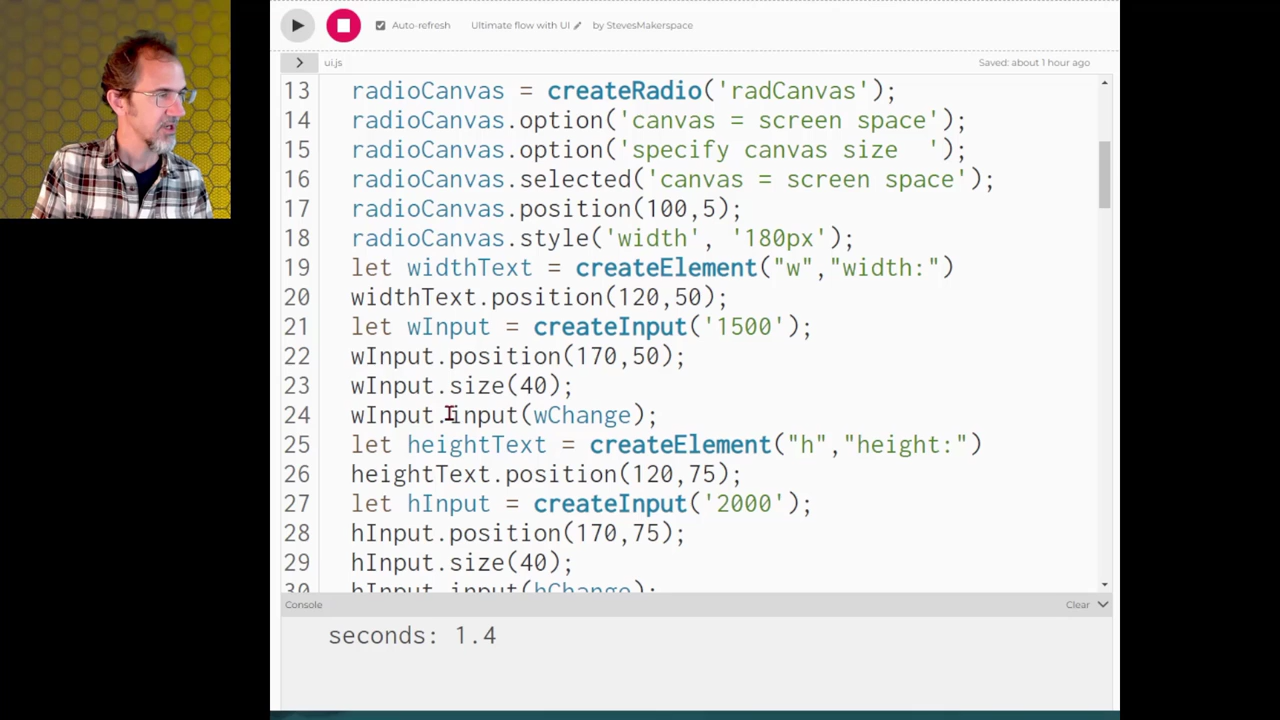 Auto-refresh Ultimate flow with UI by StevesMakerspace
> ui.js Saved: about 1 hour ago
13 radioCanvas = createRadio('radCanvas');
14 radioCanvas.option('canvas = screen space');
15 radioCanvas.option('specify canvas size  ');
16 radioCanvas.selected('canvas = screen space');
17 radioCanvas.position(100,5);
18 radioCanvas.style('width', '180px');
19 let widthText = createElement("w","width:")
20 widthText.position(120,50);
21 let wInput = createInput('1500');
22 wInput.position(170,50);
23 wInput.size(40);
24 wInput.input(wChange);
25 let heightText = createElement("h","height:")
26 heightText.position(120,75);
27 let hInput = createInput('2000');
28 hInput.position(170,75);
29 hInput.size(40);
30 hInput.input(hChange);
Console Clear
seconds: 1.4